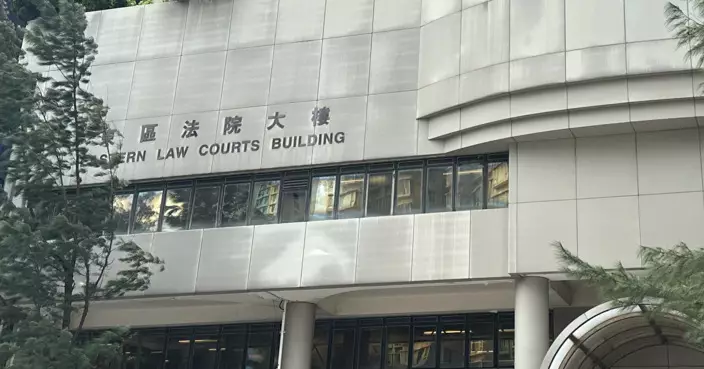 區法院大樓
STERN LAW COURTS BUILDING